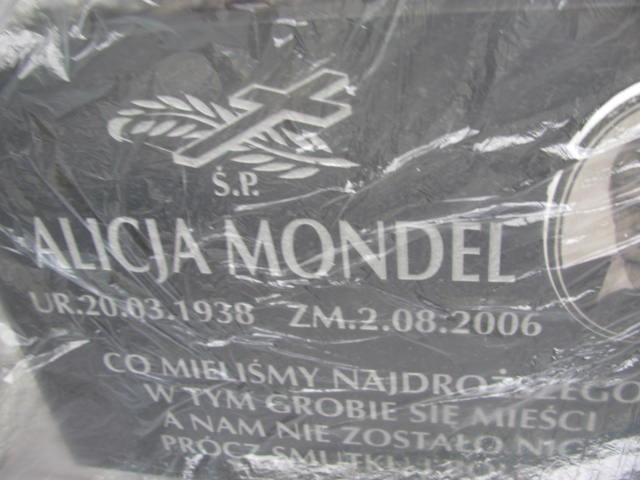 Ś.P.
ALICJA MONDEL
UR.20.03.1938 ZM.2.08.2006
CO MIELIŚMY NAJDROŻSZEGO
W TYM GROBIE SIĘ MIEŚCI
A NAM NIE ZOSTAŁO NIC
PRÓCZ SMUTKU I